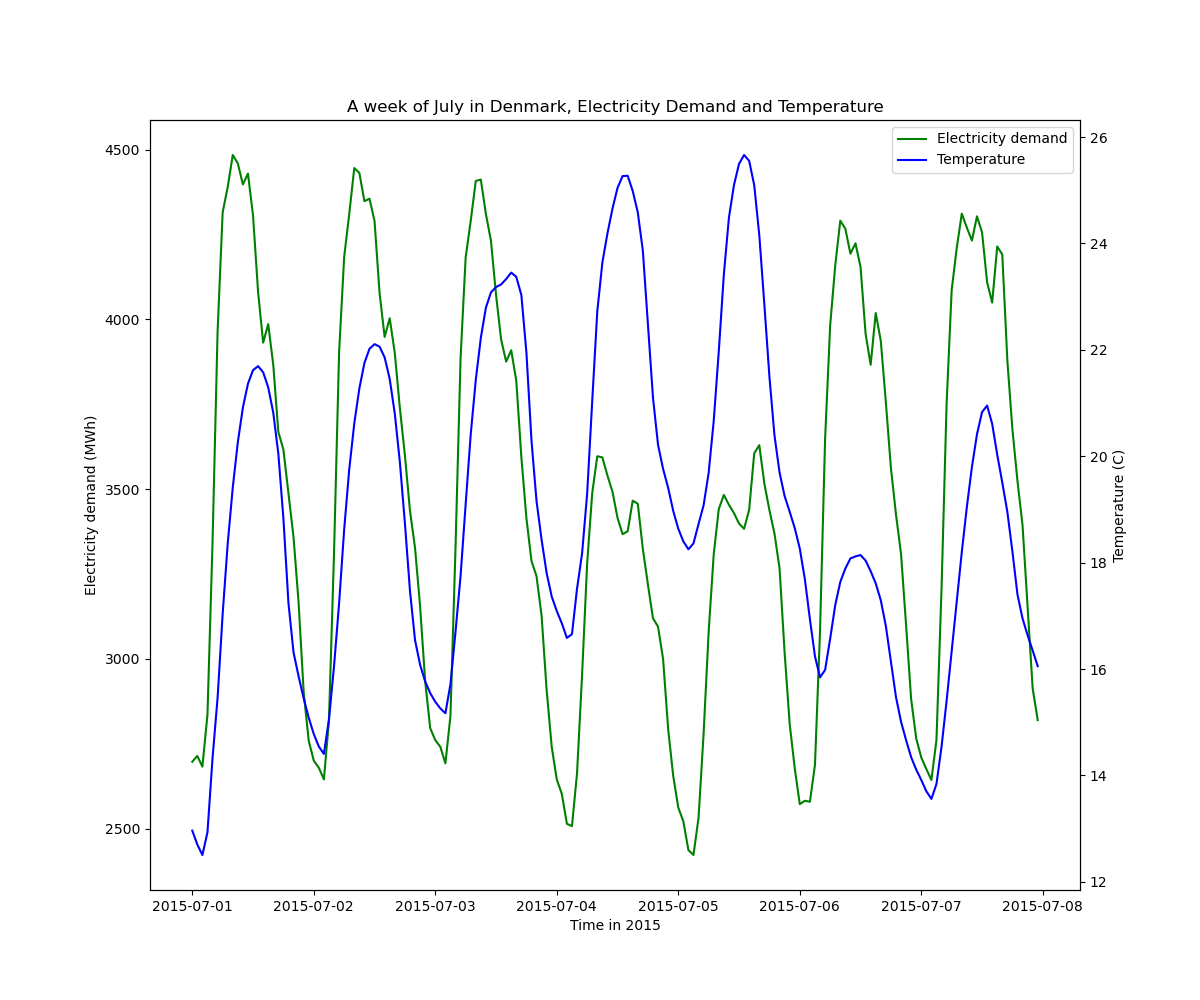 A week of July in Denmark, Electricity Demand and Temperature
Electricity demand
Temperature
4500
4000
3500
3000
2500
Electricity demand (MWh)
26
24
22
20
18
16
14
12
Temperature (C)
2015-07-01 2015-07-02 2015-07-03 2015-07-04 2015-07-05 2015-07-06 2015-07-07 2015-07-08
Time in 2015